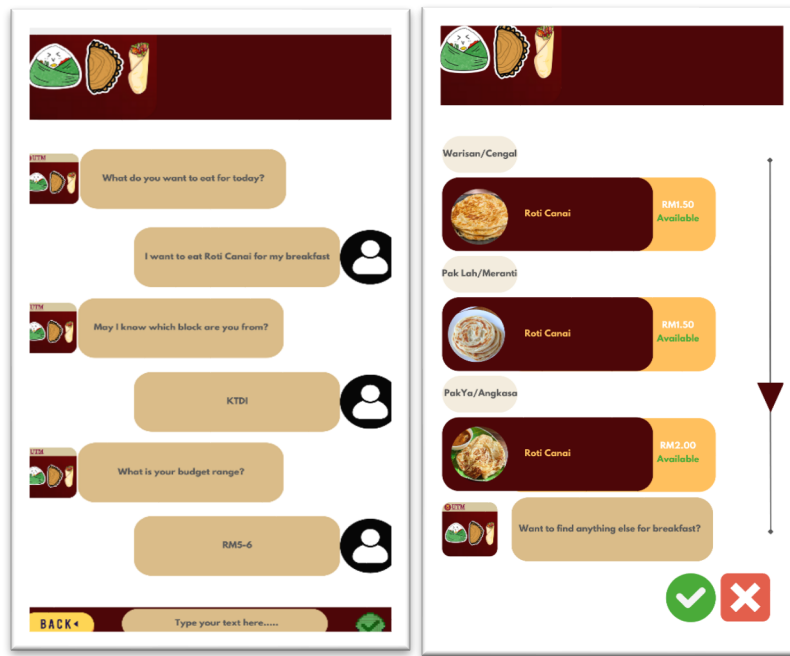 UTM
What do you want to eat for today?
I want to eat Roti Canai for my breakfast
UTM
May I know which block are you from?
KTDI
UTM
What is your budget range?
RM5-6
BACK
Type your text here.....
Warisan/Cengal
Roti Canai
RM1.50
Available
Pak Lah/Meranti
Roti Canai
RM1.50
Available
PakYa/Angkasa
Roti Canai
RM2.00
Available
UTM
Want to find anything else for breakfast?